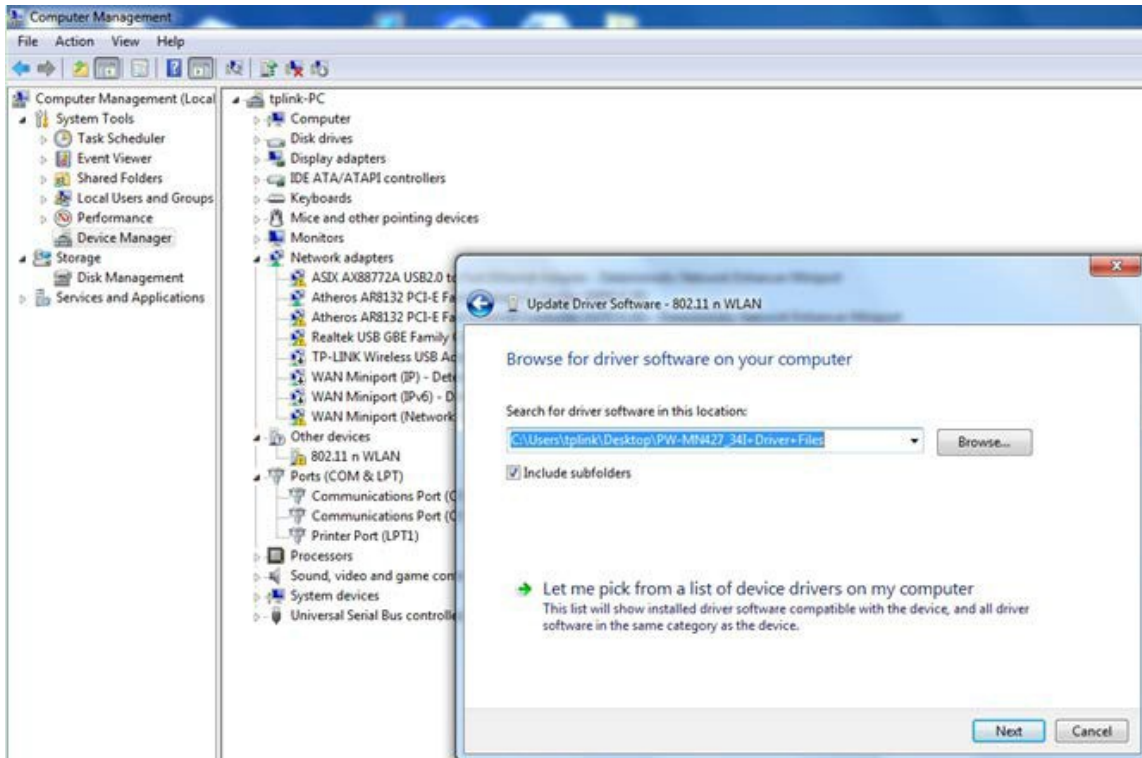 Computer Management
File Action View Help
Computer Management (Local
System Tools
Task Scheduler
Event Viewer
Shared Folders
Local Users and Groups
Performance
Device Manager
Storage
Disk Management
Services and Applications
tplink-PC
Computer
Disk drives
Display adapters
IDE ATA/ATAPI controllers
Keyboards
Mice and other pointing devices
Monitors
Network adapters
ASIX AX88772A USB2.0 to
Atheros AR8132 PCI-E Fa
Atheros AR8132 PCI-E Fa
Realtek USB GBE Family
TP-LINK Wireless USB Ad
WAN Miniport (IP) - Dete
WAN Miniport (IPv6) - D
WAN Miniport (Network
Other devices
802.11 n WLAN
Ports (COM & LPT)
Communications Port (C
Communications Port (C
Printer Port (LPT1)
Processors
Sound, video and game con
System devices
Universal Serial Bus controlle
Update Driver Software - 802.11 n WLAN
Browse for driver software on your computer
Search for driver software in this location:
C:\Users\tplink\Desktop\PW-MN427_34I+Driver+Files
Browse...
Include subfolders
Let me pick from a list of device drivers on my computer
This list will show installed driver software compatible with the device, and all driver
software in the same category as the device.
Next Cancel